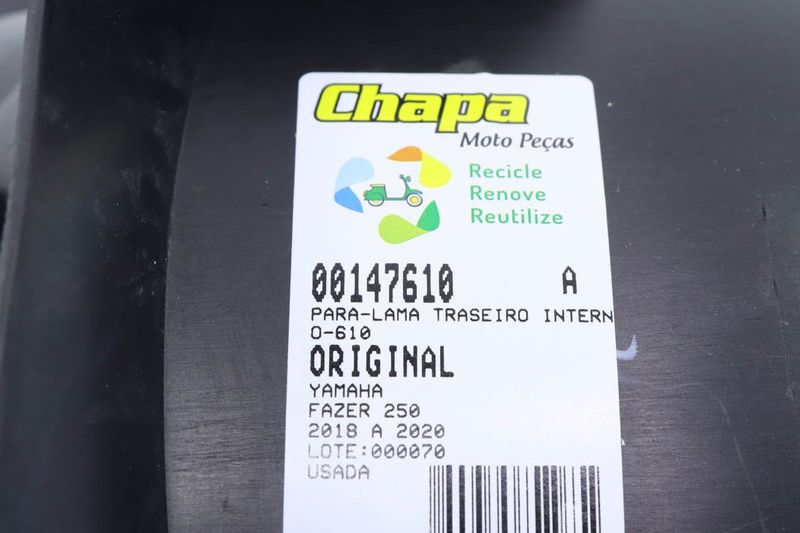 Chapa
Moto Peças
Recicle
Renove
Reutilize
00147610 A
PARA-LAMA TRASEIRO INTERN
O-610
ORIGINAL
YAMAHA
FAZER 250
2018 A 2020
LOTE:000070
USADA